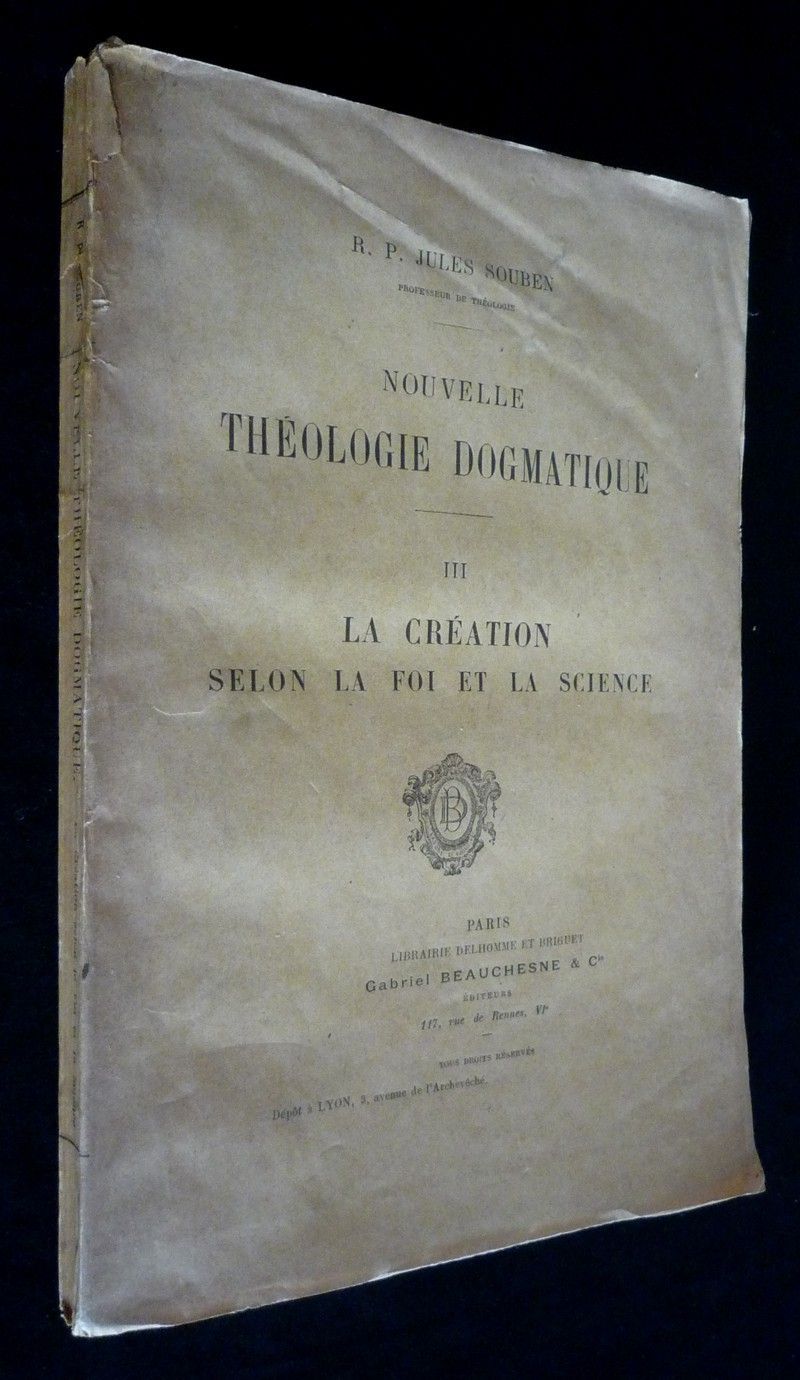 R. P. JULES SOUBEN
PROFESSEUR DE THÉOLOGIE
NOUVELLE
THÉOLOGIE DOGMATIQUE
III
LA CRÉATION
SELON LA FOI ET LA SCIENCE
PARIS
LIBRAIRIE DELHOMME ET BRIGUET
Gabriel BEAUCHESNE & Cie
ÉDITEURS
117, rue de Rennes, VIe
TOUS DROITS RÉSERVÉS
Dépôt à LYON, 3, avenue de l'Archevêché.
R. P. SOUBEN NOUVELLE THÉOLOGIE DOGMATIQUE.